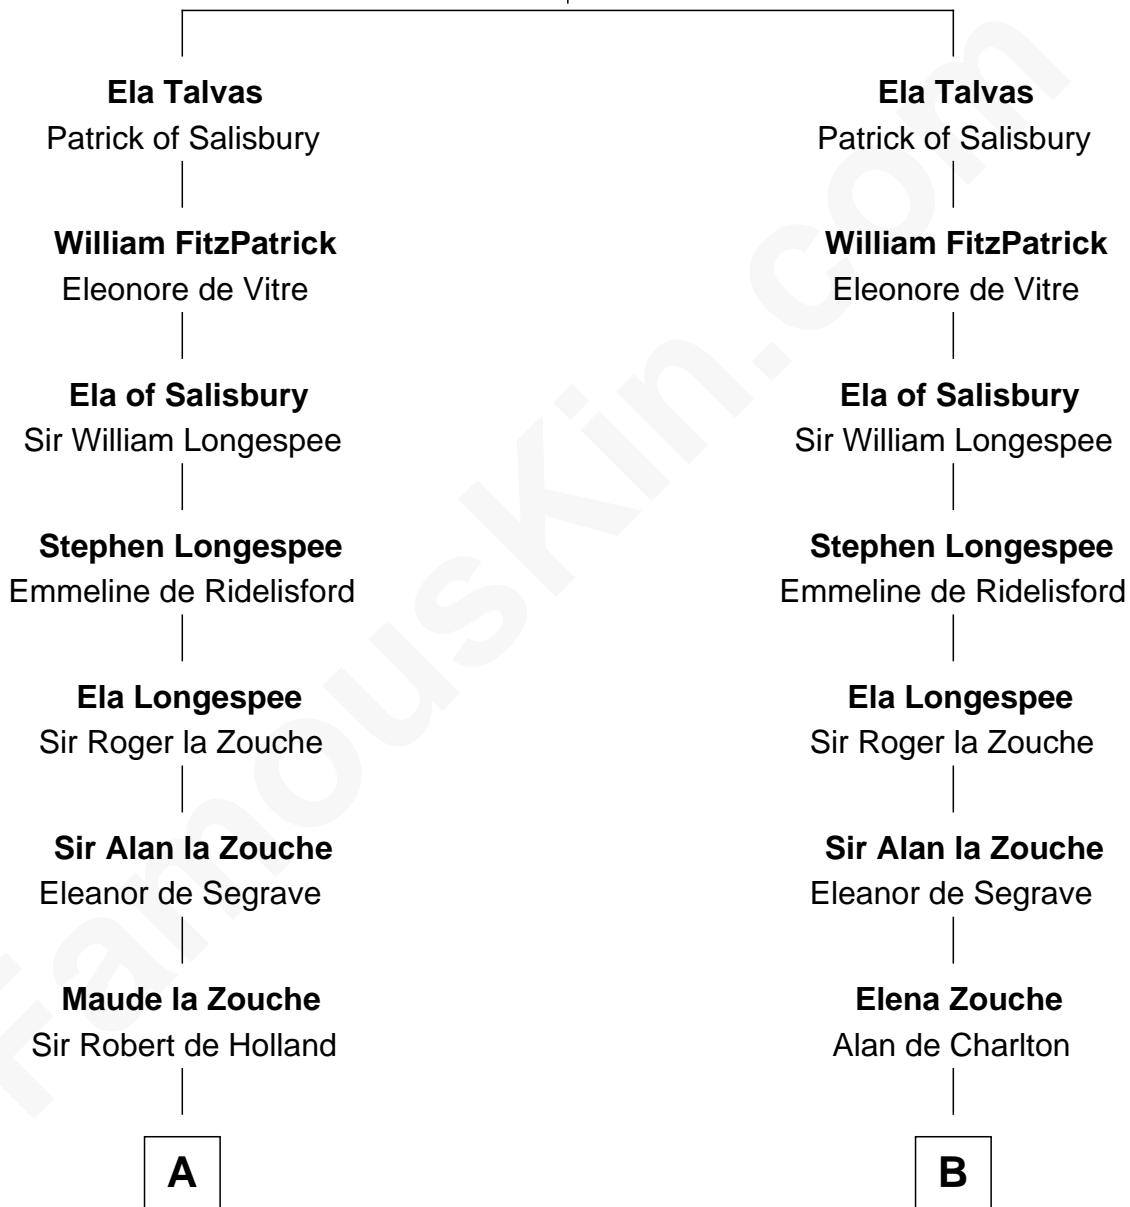 Ela Talvas
Patrick of Salisbury
Ela Talvas
Patrick of Salisbury
William FitzPatrick
Eleonore de Vitre
William FitzPatrick
Eleonore de Vitre
Ela of Salisbury
Sir William Longespee
Ela of Salisbury
Sir William Longespee
Stephen Longespee
Emmeline de Ridelisford
Stephen Longespee
Emmeline de Ridelisford
Ela Longespee
Sir Roger la Zouche
Ela Longespee
Sir Roger la Zouche
Sir Alan la Zouche
Eleanor de Segrave
Sir Alan la Zouche
Eleanor de Segrave
Maude la Zouche
Sir Robert de Holland
Elena Zouche
Alan de Charlton
A
B
FamousKin.com